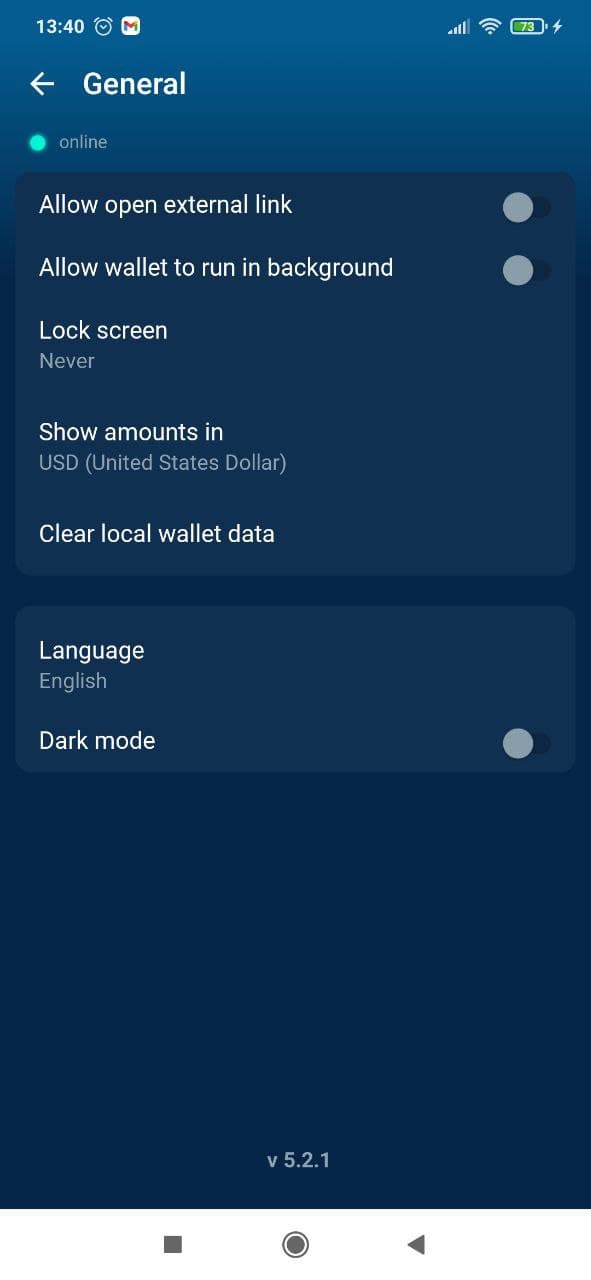 13:40
73
General
online
Allow open external link
Allow wallet to run in background
Lock screen
Never
Show amounts in
USD (United States Dollar)
Clear local wallet data
Language
English
Dark mode
v 5.2.1